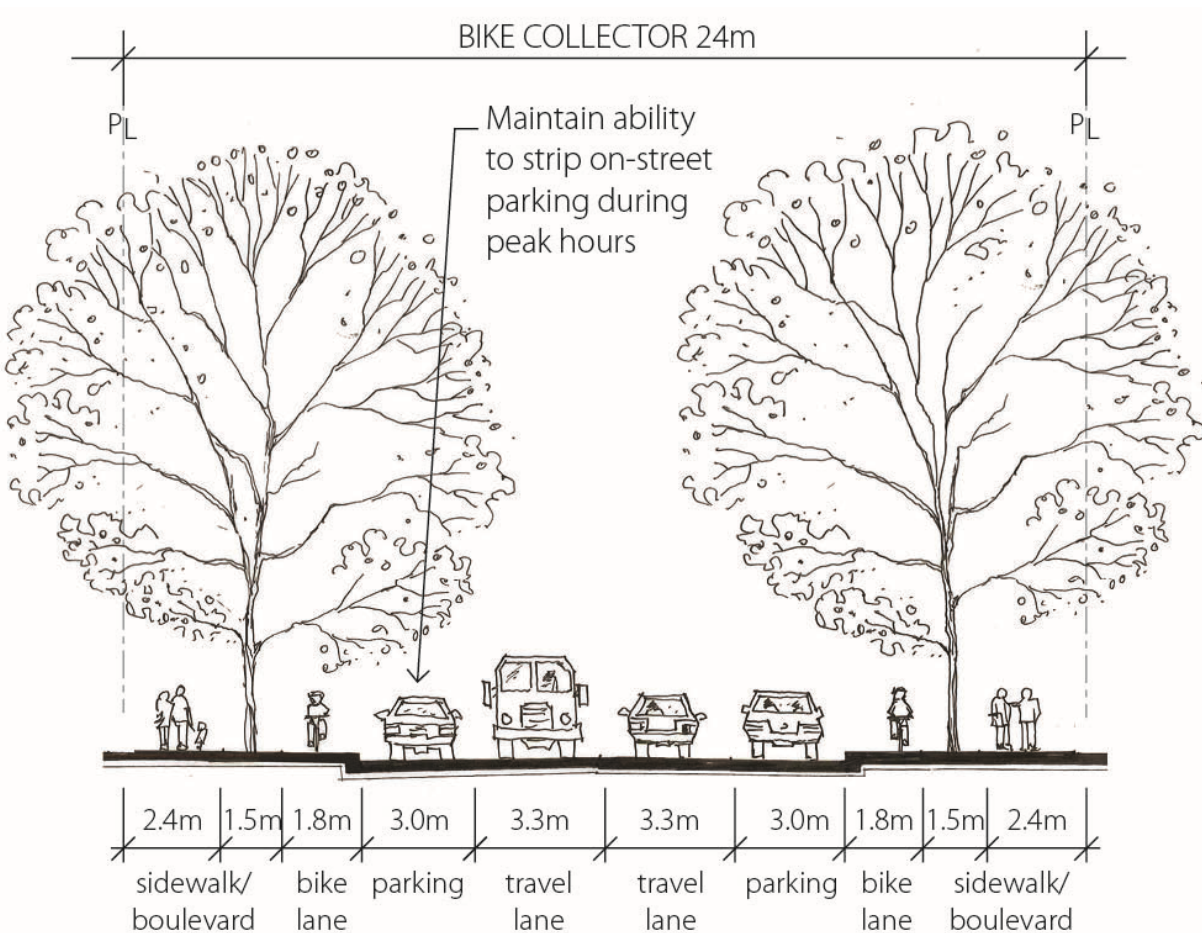 BIKE COLLECTOR 24m
PL
PL
Maintain ability
to strip on-street
parking during
peak hours
2.4m 1.5m 1.8m 3.0m 3.3m 3.3m 3.0m 1.8m 1.5m 2.4m
sidewalk/ bike parking travel travel parking bike sidewalk/
boulevard lane lane lane lane boulevard